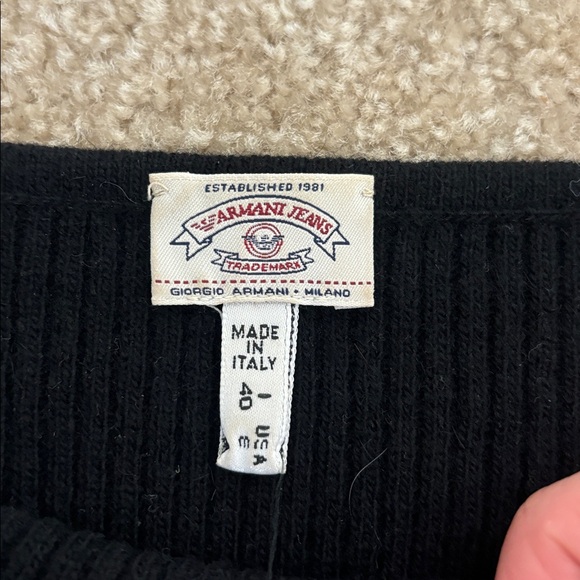 ESTABLISHED 1981
ARMANI JEANS
TRADEMARK
GIORGIO ARMANI • MILANO
MADE
IN
ITALY
I USA
40